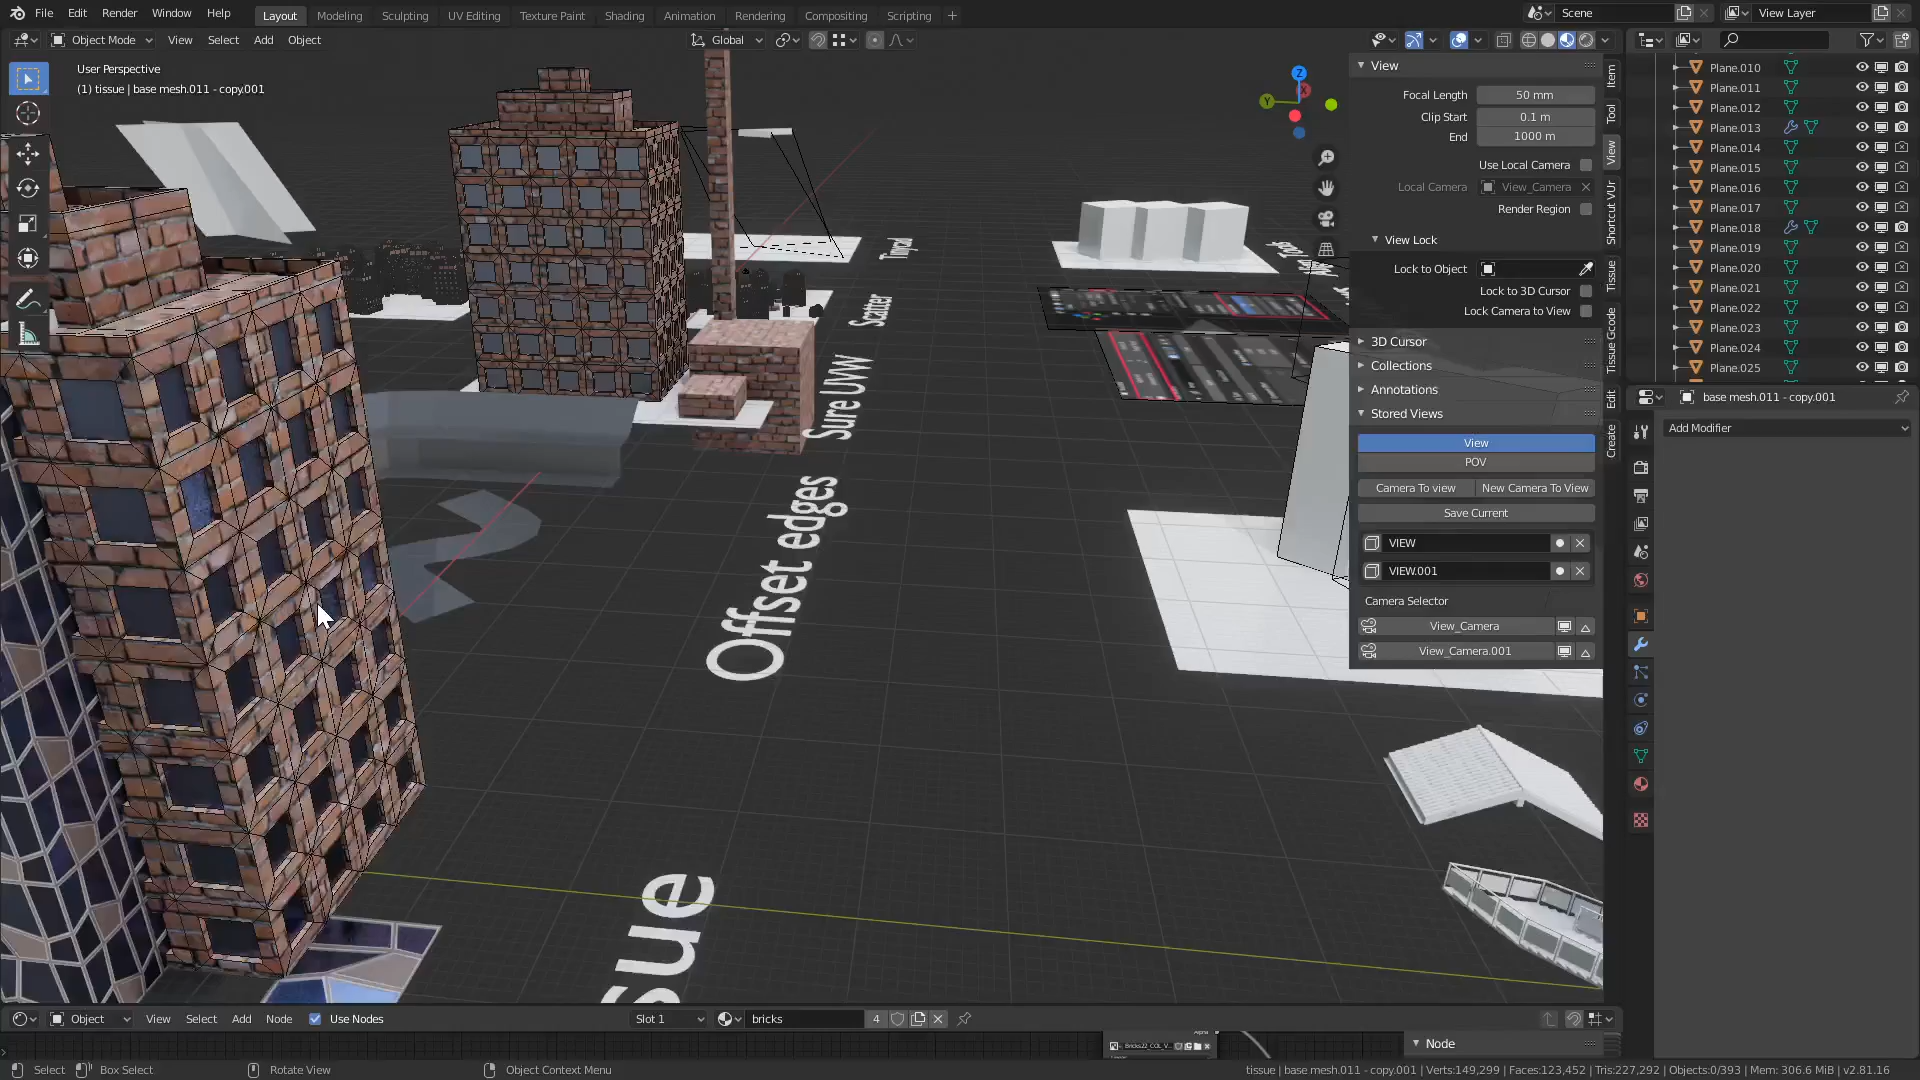 File Edit Render Window Help
Layout Modeling Sculpting UV Editing Texture Paint Shading Animation Rendering Compositing Scripting +
Scene
View Layer
Object Mode View Select Add Object
Global
User Perspective
(1) tissue | base mesh.011 - copy.001
Z
Y
X
View
Focal Length 50 mm
Clip Start 0.1 m
End 1000 m
Use Local Camera
Local Camera View_Camera
Render Region
View Lock
Lock to Object
Lock to 3D Cursor
Lock Camera to View
3D Cursor
Collections
Annotations
Stored Views
View
POV
Camera To view New Camera To View
Save Current
VIEW
VIEW.001
Camera Selector
View_Camera
View_Camera.001
Item
Tool
View
Shortcut VUr
Tissue
Tissue Gcode
Edit
Create
Plane.010
Plane.011
Plane.012
Plane.013
Plane.014
Plane.015
Plane.016
Plane.017
Plane.018
Plane.019
Plane.020
Plane.021
Plane.022
Plane.023
Plane.024
Plane.025
base mesh.011 - copy.001
Add Modifier
Tinycad
Scatter
Sure UVW
Offset edges
sue
Object View Select Add Node Use Nodes
Slot 1
bricks 4
Node
Select Box Select Rotate View Object Context Menu
tissue | base mesh.011 - copy.001 | Verts:149,299 | Faces:123,452 | Tris:227,292 | Objects:0/393 | Mem: 306.6 MiB | v2.81.16